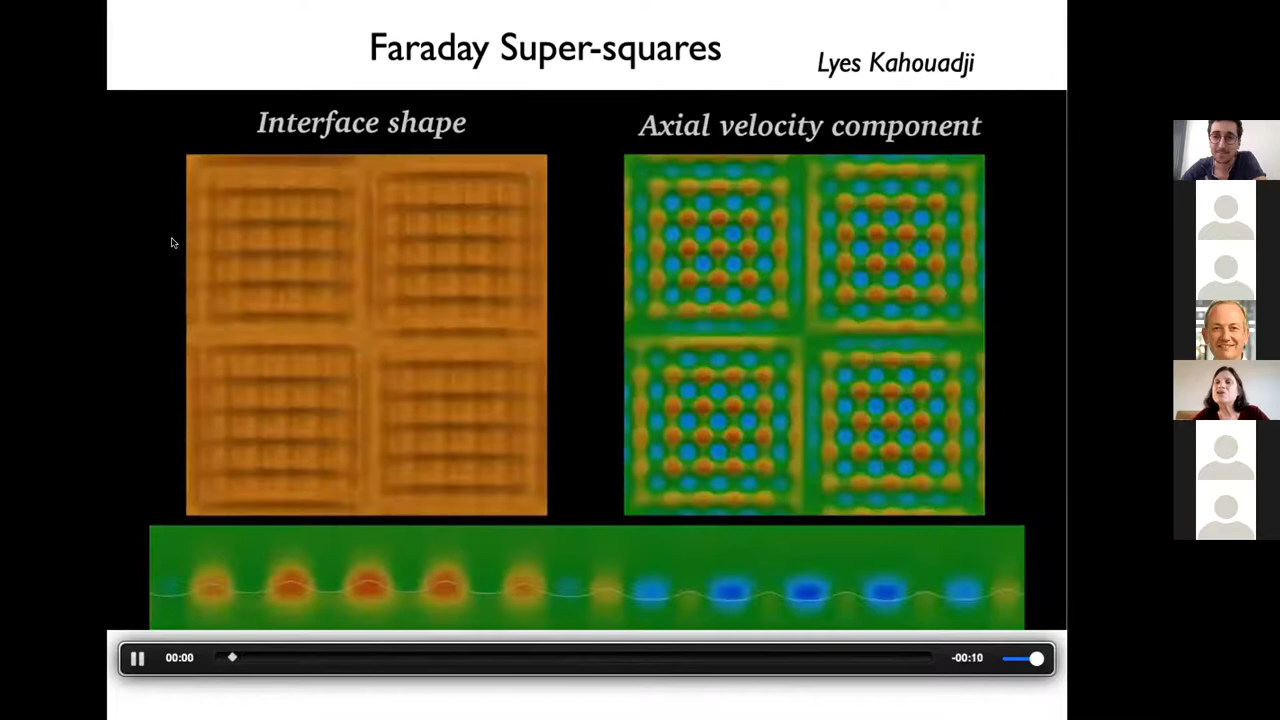 Faraday Super-squares
Lyes Kahouadji
Interface shape
Axial velocity component
00:00
-00:10